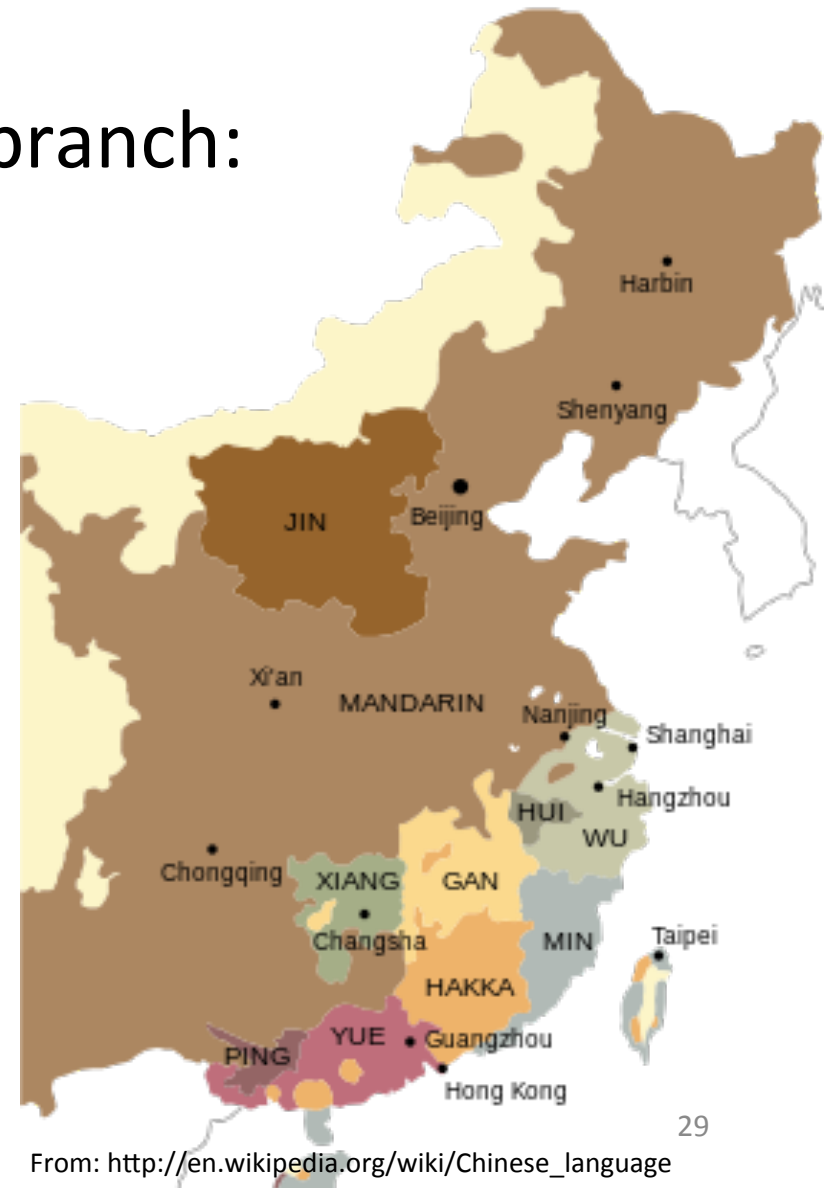 branch:
Harbin
Shenyang
Beijing
JIN
Xi'an
MANDARIN
Nanjing
Shanghai
Hangzhou
HUI
WU
Chongqing
XIANG
GAN
Changsha
MIN
Taipei
HAKKA
YUE
Guangzhou
PING
Hong Kong
29
From: http://en.wikipedia.org/wiki/Chinese_language